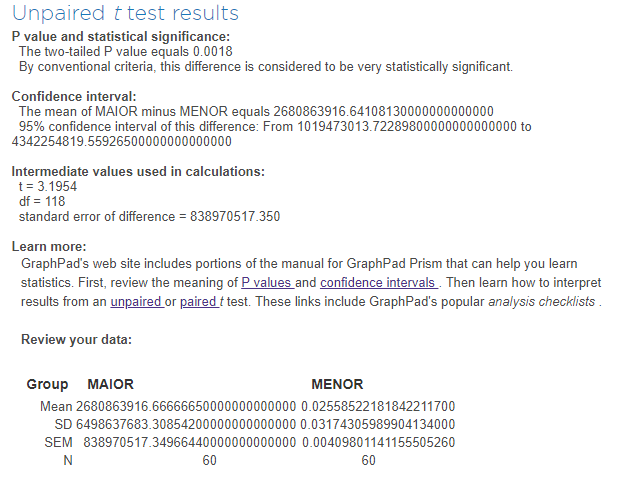 Unpaired t test results
P value and statistical significance:
The two-tailed P value equals 0.0018
By conventional criteria, this difference is considered to be very statistically significant.
Confidence interval:
The mean of MAIOR minus MENOR equals 2680863916.64108130000000000000
95% confidence interval of this difference: From 1019473013.72289800000000000000 to
4342254819.55926500000000000000
Intermediate values used in calculations:
t = 3.1954
df = 118
standard error of difference = 838970517.350
Learn more:
GraphPad's web site includes portions of the manual for GraphPad Prism that can help you learn
statistics. First, review the meaning of P values and confidence intervals . Then learn how to interpret
results from an unpaired or paired t test. These links include GraphPad's popular analysis checklists .
Review your data:
Group MAIOR MENOR
Mean 2680863916.66666650000000000000 0.02558522181842211700
SD 6498637683.30854200000000000000 0.03174305989904134000
SEM 838970517.34966440000000000000 0.00409801141155505260
N 60 60